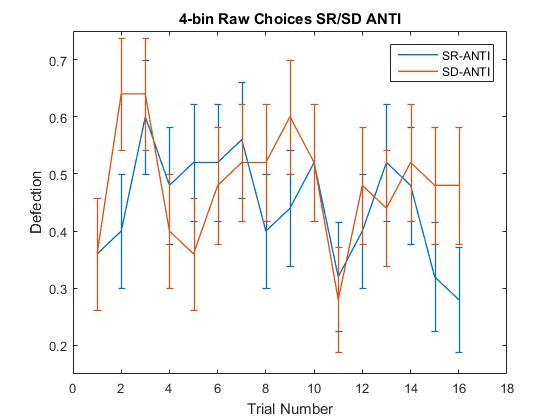 4-bin Raw Choices SR/SD ANTI
SR-ANTI
SD-ANTI
Defection
0.7
0.6
0.5
0.4
0.3
0.2
0 2 4 6 8 10 12 14 16 18
Trial Number